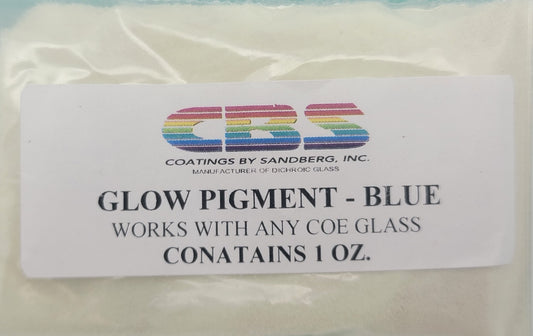 CBS
COATINGS BY SANDBERG, INC.
MANUFACTURER OF DICHROIC GLASS
GLOW PIGMENT - BLUE
WORKS WITH ANY COE GLASS
CONATAINS 1 OZ.